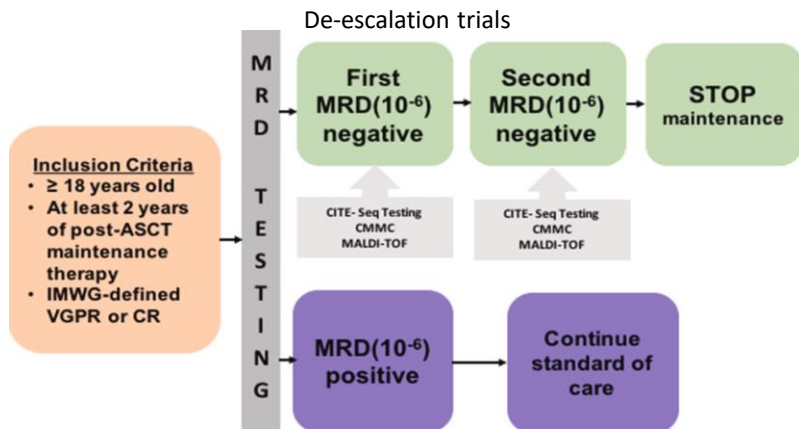 De-escalation trials
Inclusion Criteria
• ≥ 18 years old
• At least 2 years
of post-ASCT
maintenance
therapy
• IMWG-defined
VGPR or CR
M
R
D
T
E
S
T
I
N
G
First
MRD(10⁻⁶)
negative
Second
MRD(10⁻⁶)
negative
STOP
maintenance
CITE- Seq Testing
CMMC
MALDI-TOF
CITE- Seq Testing
CMMC
MALDI-TOF
MRD(10⁻⁶)
positive
Continue
standard of
care